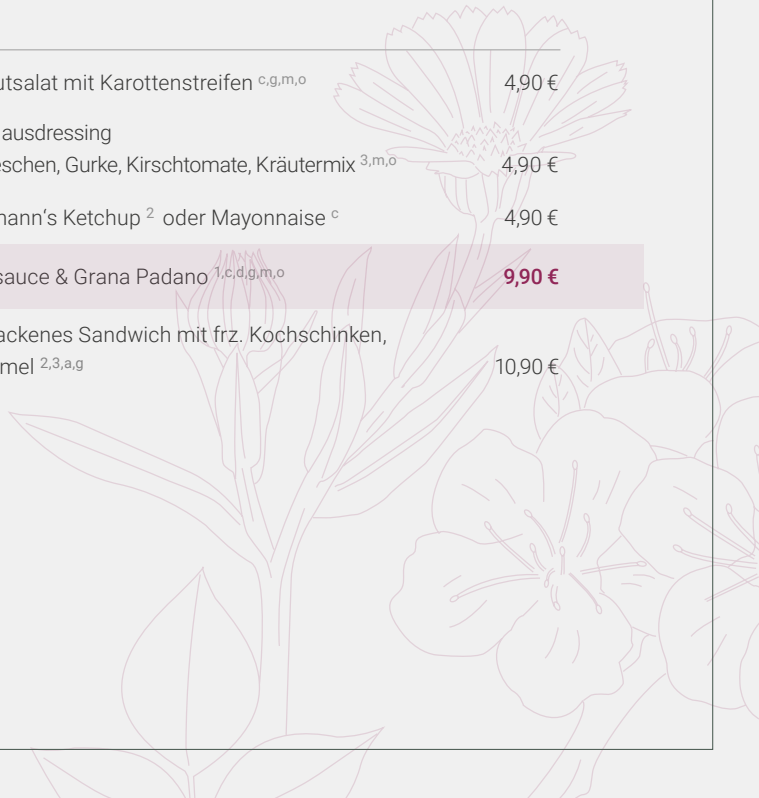 utsalat mit Karottenstreifen c,g,m,o 4,90 €
ausdressing
eschen, Gurke, Kirschtomate, Kräutermix 3,m,o 4,90 €
mann‘s Ketchup 2 oder Mayonnaise c 4,90 €
sauce & Grana Padano 1,c,d,g,m,o 9,90 €
ackenes Sandwich mit frz. Kochschinken,
mel 2,3,a,g 10,90 €